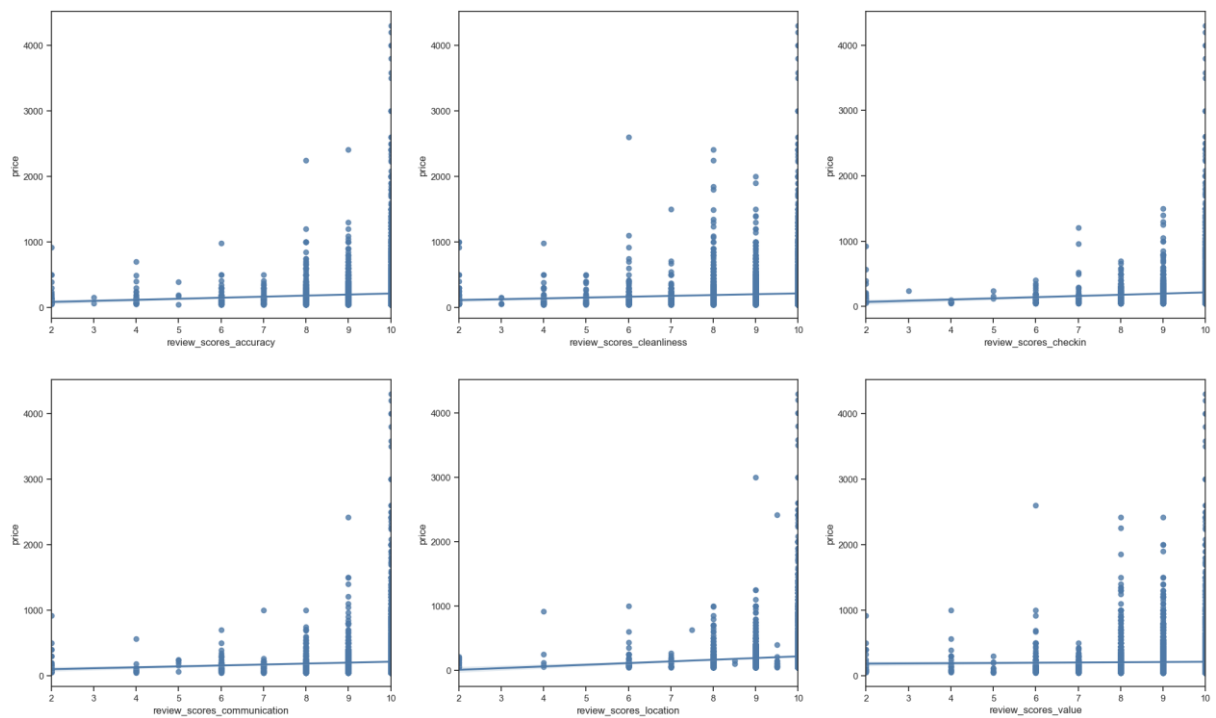 4000
3000
2000
1000
0
price
2 3 4 5 6 7 8 9 10
review_scores_accuracy
4000
3000
2000
1000
0
price
2 3 4 5 6 7 8 9 10
review_scores_cleanliness
4000
3000
2000
1000
0
price
2 3 4 5 6 7 8 9 10
review_scores_checkin
4000
3000
2000
1000
0
price
2 3 4 5 6 7 8 9 10
review_scores_communication
4000
3000
2000
1000
0
price
2 3 4 5 6 7 8 9 10
review_scores_location
4000
3000
2000
1000
0
price
2 3 4 5 6 7 8 9 10
review_scores_value